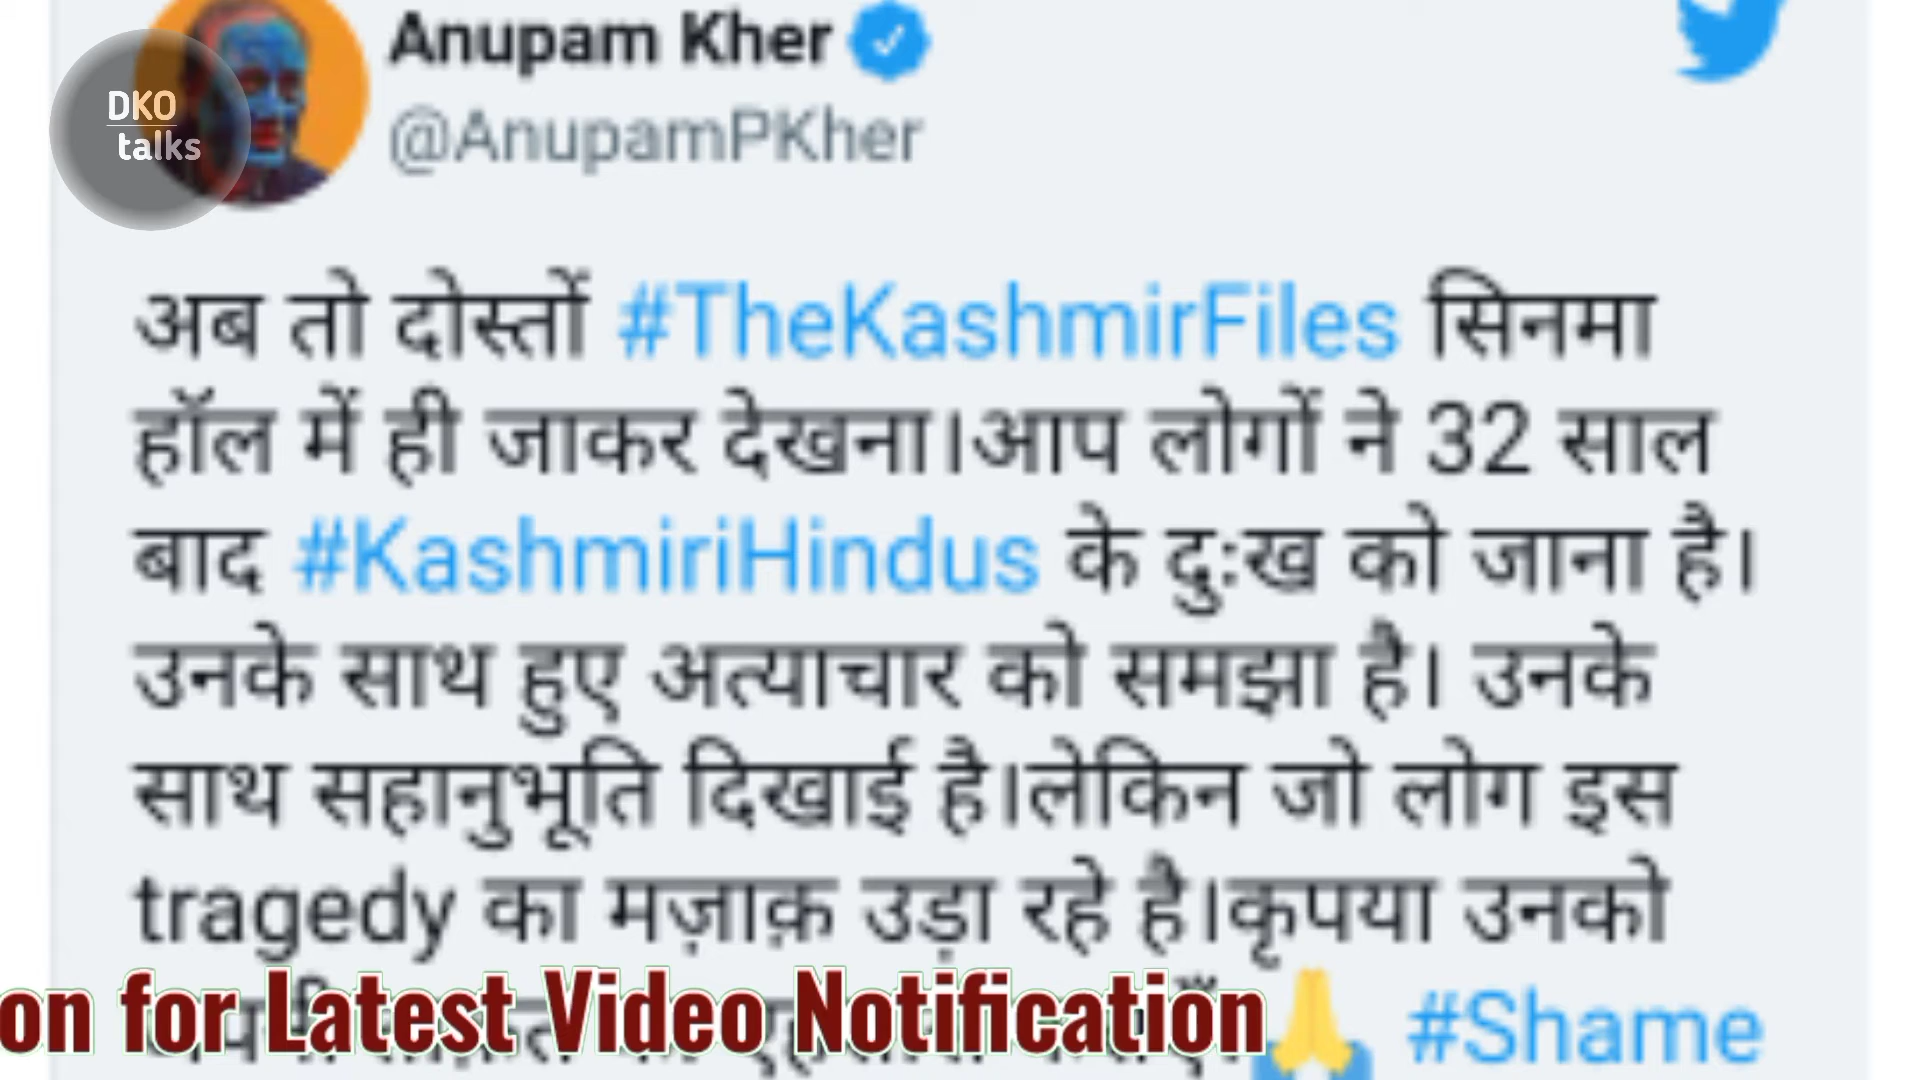 Anupam Kher
@AnupamPKher
DKO
talks
अब तो दोस्तों #TheKashmirFiles सिनमा
हॉल में ही जाकर देखना।आप लोगों ने 32 साल
बाद #KashmiriHindus के दुःख को जाना है।
उनके साथ हुए अत्याचार को समझा है। उनके
साथ सहानुभूति दिखाई है।लेकिन जो लोग इस
tragedy का मज़ाक़ उड़ा रहे है।कृपया उनको
🙏 #Shame
on for Latest Video Notification